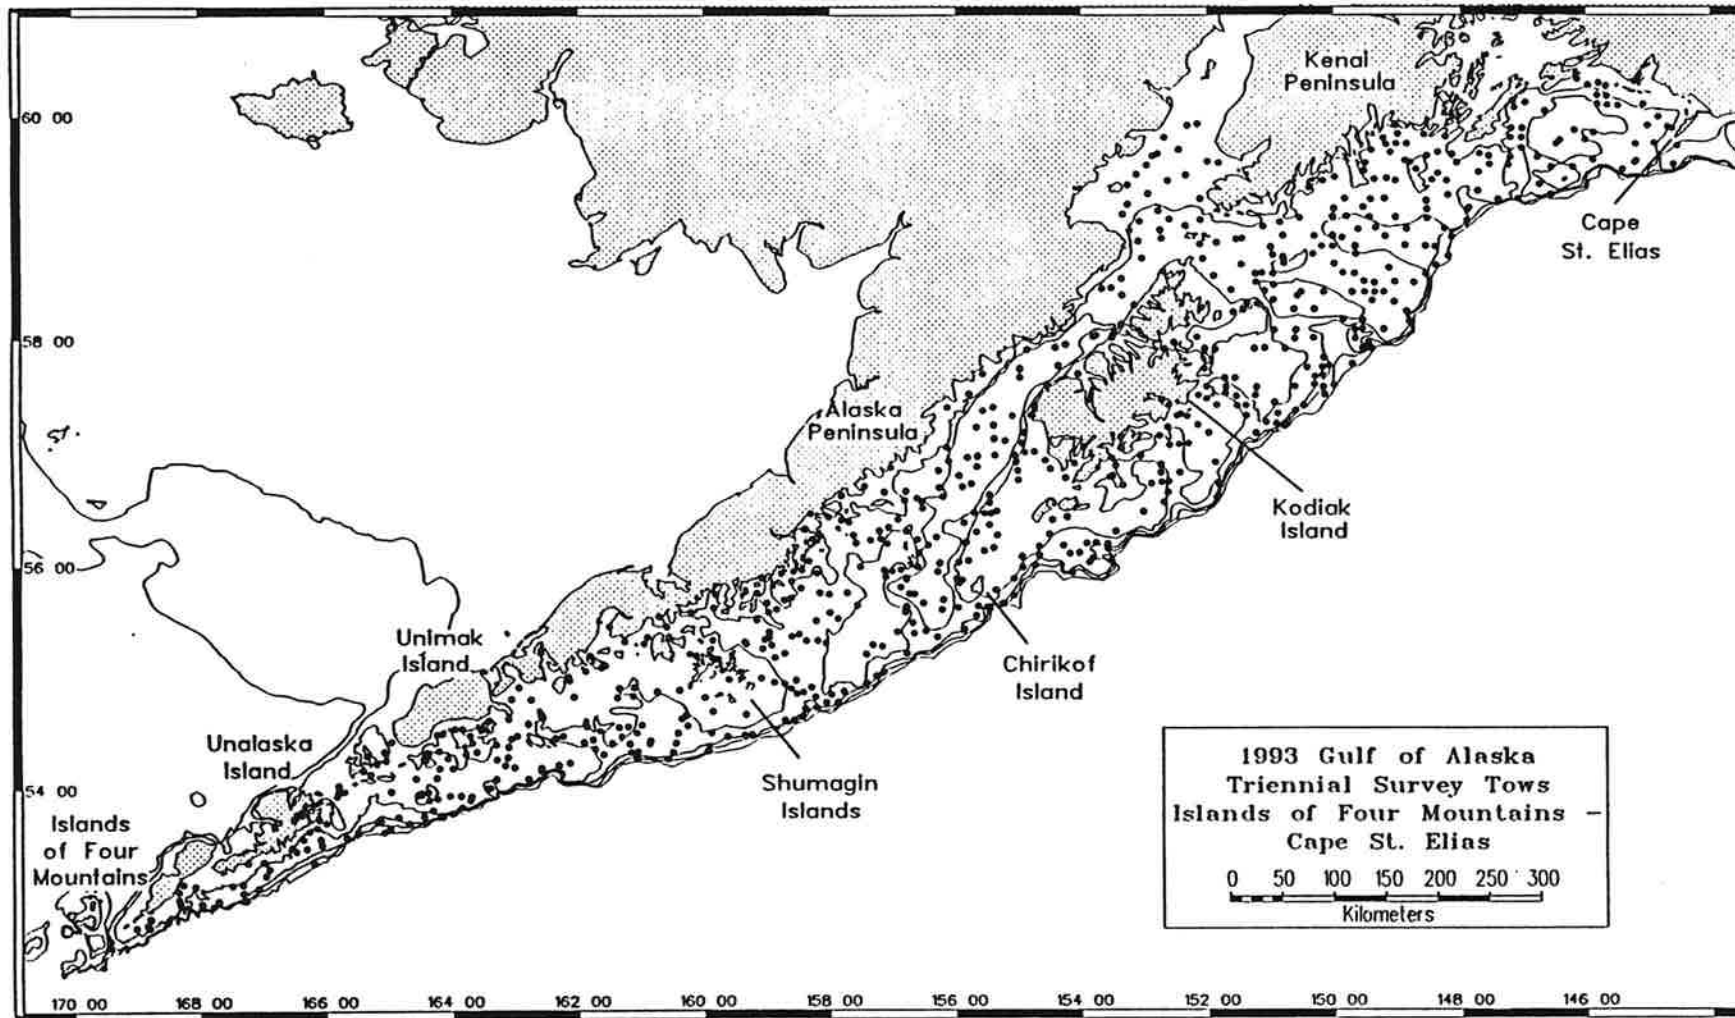 Kenai
Peninsula
60 00
Cape
St. Elias
58 00
Alaska
Peninsula
Kodiak
Island
56 00
Unimak
Island
Chirikof
Island
Unalaska
Island
54 00
Shumagin
Islands
Islands
of Four
Mountains
1993 Gulf of Alaska
Triennial Survey Tows
Islands of Four Mountains –
Cape St. Elias
0 50 100 150 200 250 300
Kilometers
170 00 168 00 166 00 164 00 162 00 160 00 158 00 156 00 154 00 152 00 150 00 148 00 146 00